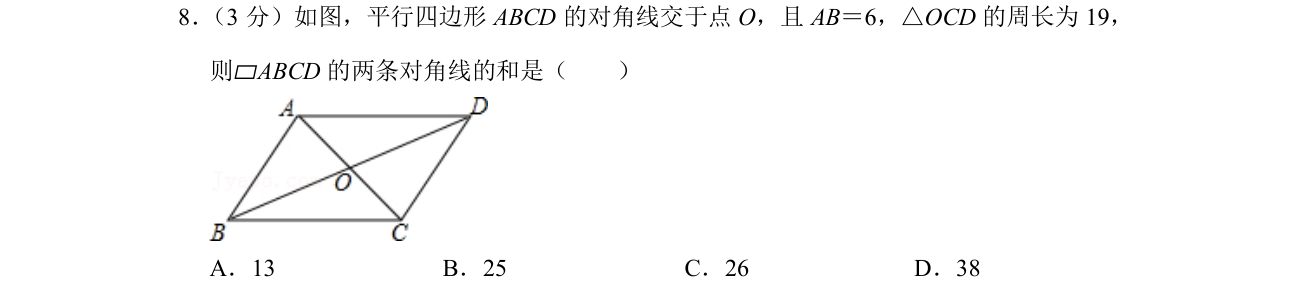 8．（3 分）如图，平行四边形 ABCD 的对角线交于点 O，且 AB＝6，△OCD 的周长为 19，
则▱ABCD 的两条对角线的和是（　　）
A D
O
B C
A．13 B．25 C．26 D．38